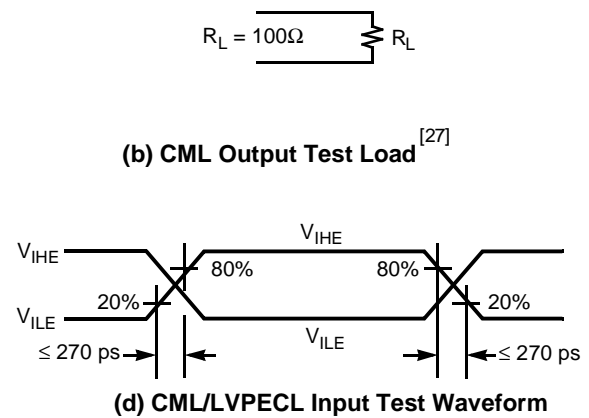 R_L = 100Ω R_L
(b) CML Output Test Load [27]
V_IHE V_IHE
80% 80%
20% 20%
V_ILE V_ILE
≤ 270 ps ≤ 270 ps
(d) CML/LVPECL Input Test Waveform